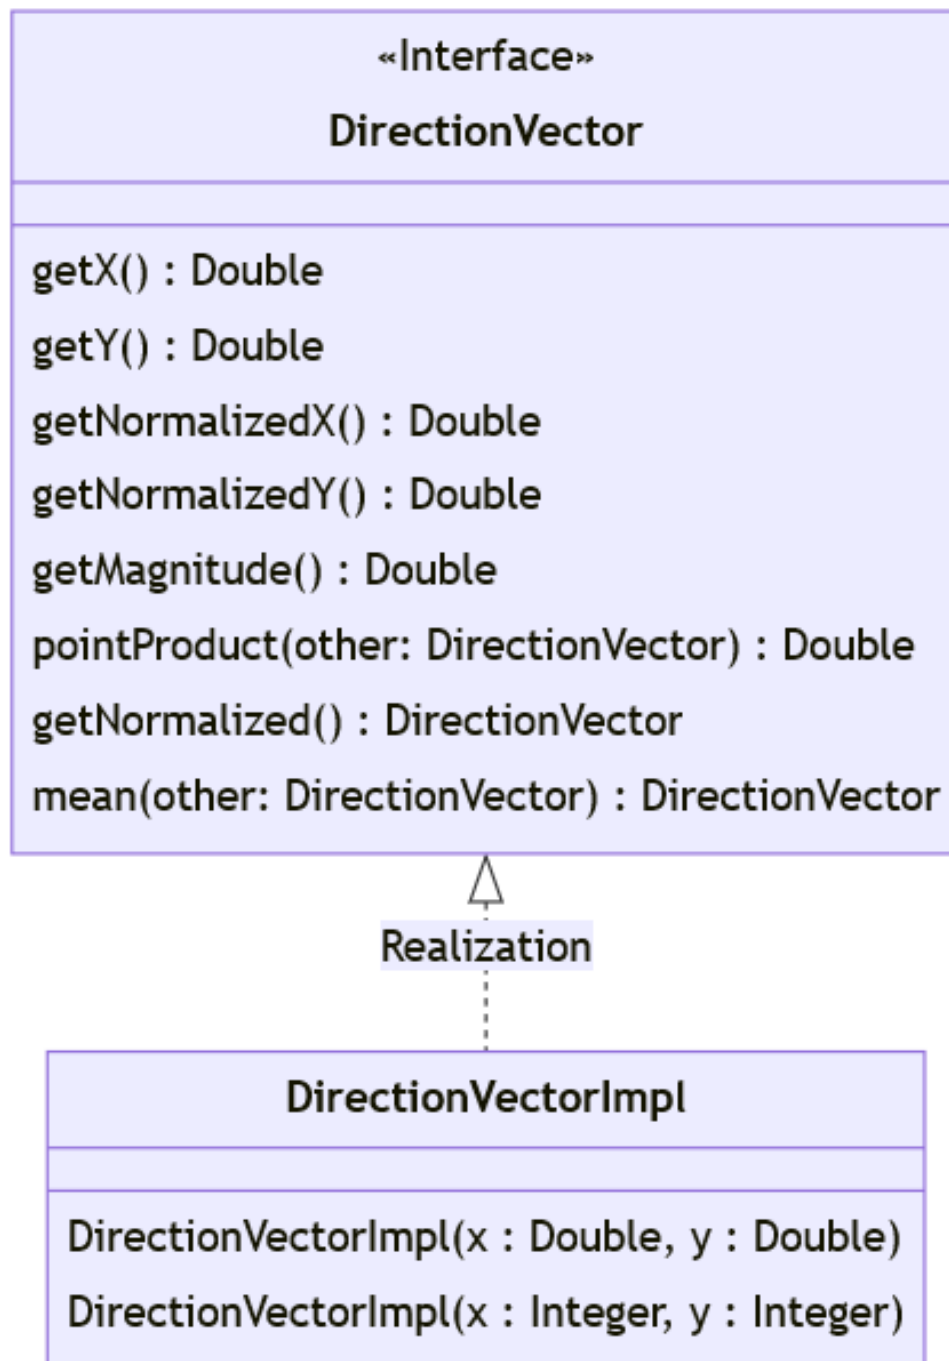 «Interface»
DirectionVector
getX() : Double
getY() : Double
getNormalizedX() : Double
getNormalizedY() : Double
getMagnitude() : Double
pointProduct(other: DirectionVector) : Double
getNormalized() : DirectionVector
mean(other: DirectionVector) : DirectionVector
Realization
DirectionVectorImpl
DirectionVectorImpl(x : Double, y : Double)
DirectionVectorImpl(x : Integer, y : Integer)